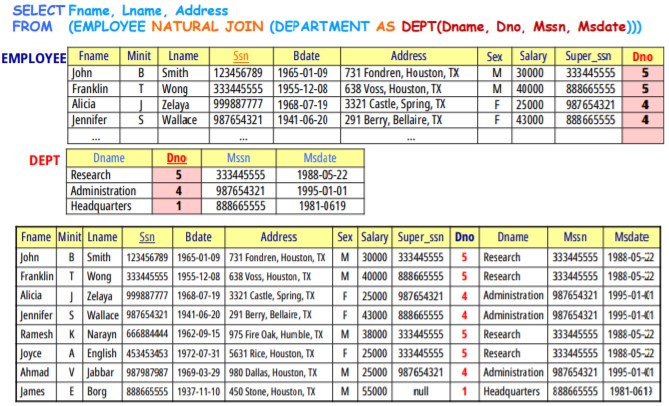 SELECT Fname, Lname, Address
FROM (EMPLOYEE NATURAL JOIN (DEPARTMENT AS DEPT(Dname, Dno, Mssn, Msdate)))
EMPLOYEE
Fname Minit Lname Ssn Bdate Address Sex Salary Super_ssn Dno
John B Smith 123456789 1965-01-09 731 Fondren, Houston, TX M 30000 333445555 5
Franklin T Wong 333445555 1955-12-08 638 Voss, Houston, TX M 40000 888665555 5
Alicia J Zelaya 999887777 1968-07-19 3321 Castle, Spring, TX F 25000 987654321 4
Jennifer S Wallace 987654321 1941-06-20 291 Berry, Bellaire, TX F 43000 888665555 4
... ... ...
DEPT
Dname Dno Mssn Msdate
Research 5 333445555 1988-05-22
Administration 4 987654321 1995-01-01
Headquarters 1 888665555 1981-0619
Fname Minit Lname Ssn Bdate Address Sex Salary Super_ssn Dno Dname Mssn Msdate
John B Smith 123456789 1965-01-09 731 Fondren, Houston, TX M 30000 333445555 5 Research 333445555 1988-05-22
Franklin T Wong 333445555 1955-12-08 638 Voss, Houston, TX M 40000 888665555 5 Research 333445555 1988-05-22
Alicia J Zelaya 999887777 1968-07-19 3321 Castle, Spring, TX F 25000 987654321 4 Administration 987654321 1995-01-01
Jennifer S Wallace 987654321 1941-06-20 291 Berry, Bellaire, TX F 43000 888665555 4 Administration 987654321 1995-01-01
Ramesh K Narayn 666884444 1962-09-15 975 Fire Oak, Humble, TX M 38000 333445555 5 Research 333445555 1988-05-22
Joyce A English 453453453 1972-07-31 5631 Rice, Houston, TX F 25000 333445555 5 Research 333445555 1988-05-22
Ahmad V Jabbar 987987987 1969-03-29 980 Dallas, Houston, TX M 25000 987654321 4 Administration 987654321 1995-01-01
James E Borg 888665555 1937-11-10 450 Stone, Houston, TX M 55000 null 1 Headquarters 888665555 1981-0619